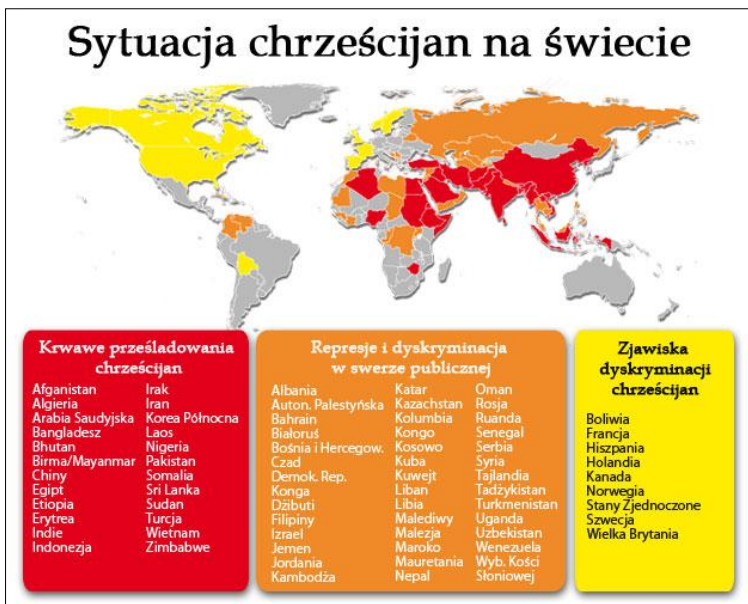 Sytuacja chrześcijan na świecie
Krwawe prześladowania
chrześcijan
Afganistan
Algieria
Arabia Saudyjska
Bangladesz
Bhutan
Birma/Mayanmar
Chiny
Egipt
Etiopia
Erytrea
Indie
Indonezja
Irak
Iran
Korea Północna
Laos
Nigeria
Pakistan
Somalia
Sri Lanka
Sudan
Turcja
Wietnam
Zimbabwe
Represje i dyskryminacja
w swerze publicznej
Albania
Auton. Palestyńska
Bahrain
Białoruś
Bośnia i Hercegow.
Czad
Demok. Rep.
Konga
Dżibuti
Filipiny
Izrael
Jemen
Jordania
Kambodża
Katar
Kazachstan
Kolumbia
Kongo
Kosowo
Kuba
Kuwejt
Liban
Libia
Malediwy
Malezja
Maroko
Mauretania
Nepal
Oman
Rosja
Ruanda
Senegal
Serbia
Syria
Tajlandia
Tadżykistan
Turkmenistan
Uganda
Uzbekistan
Wenezuela
Wyb. Kości
Słoniowej
Zjawiska
dyskryminacji
chrześcijan
Boliwia
Francja
Hiszpania
Holandia
Kanada
Norwegia
Stany Zjednoczone
Szwecja
Wielka Brytania